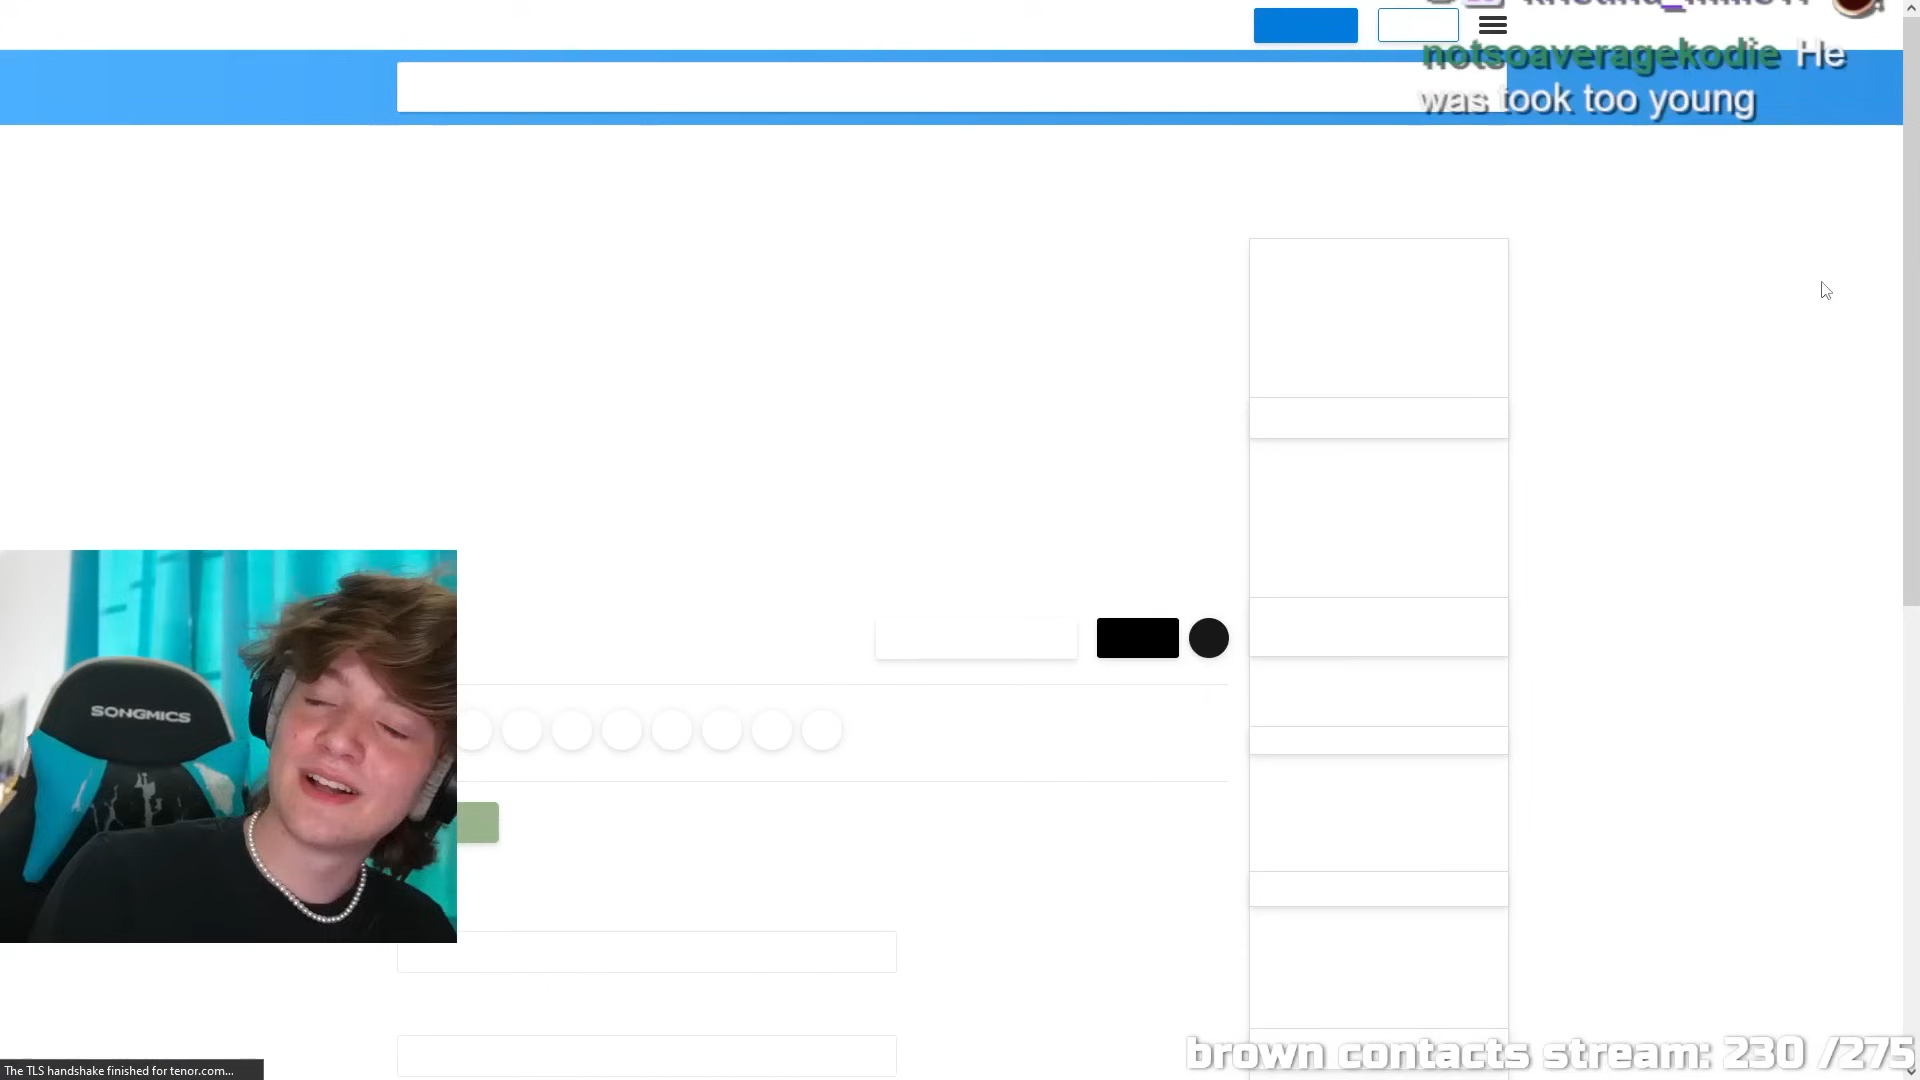 notsoaveragekodie He
was took too young
SONGMICS
The TLS handshake finished for tenor.com...
brown contacts stream: 230 /275